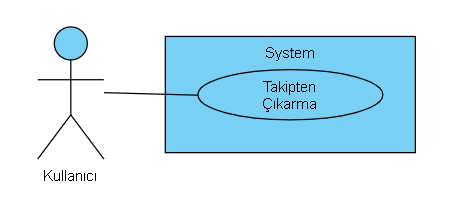 System
Takipten
Çıkarma
Kullanıcı